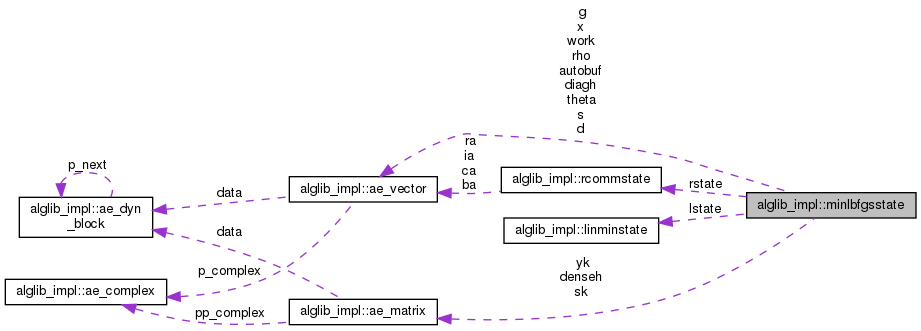 g
x
work
rho
autobuf
diagh
theta
s
d
ra
ia
ca
ba
p_next
alglib_impl::ae_dyn
_block
data
alglib_impl::ae_vector
alglib_impl::rcommstate
rstate
alglib_impl::minlbfgsstate
lstate
alglib_impl::linminstate
data
p_complex
alglib_impl::ae_complex
pp_complex
alglib_impl::ae_matrix
yk
denseh
sk